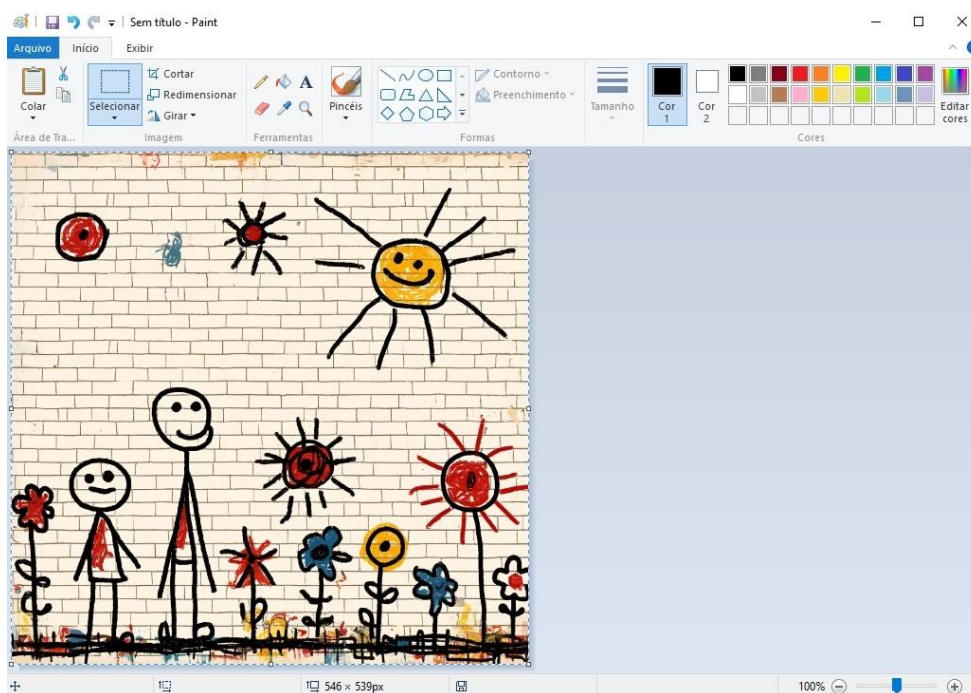 Sem título - Paint
Arquivo Início Exibir
Colar
Selecionar
Cortar
Redimensionar
Girar
A
Pincéis
Contorno
Preenchimento
Tamanho
Cor 1
Cor 2
Editar cores
Área de Tra...
Imagem
Ferramentas
Formas
Cores
546 × 539px
100%